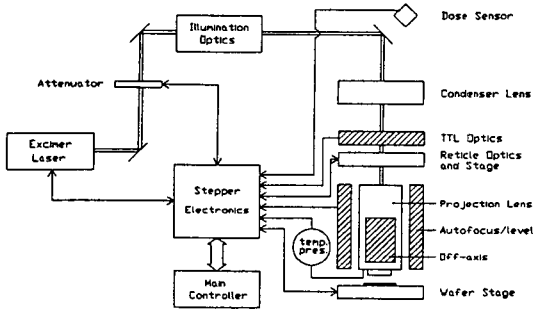 Dose Sensor
Illumination
Optics
Attenuator
Condenser Lens
TTL Optics
Excimer
Laser
Reticle Optics
and Stage
Stepper
Electronics
Projection Lens
Autofocus/level
temp.
pres.
Off-axis
Main
Controller
Wafer Stage